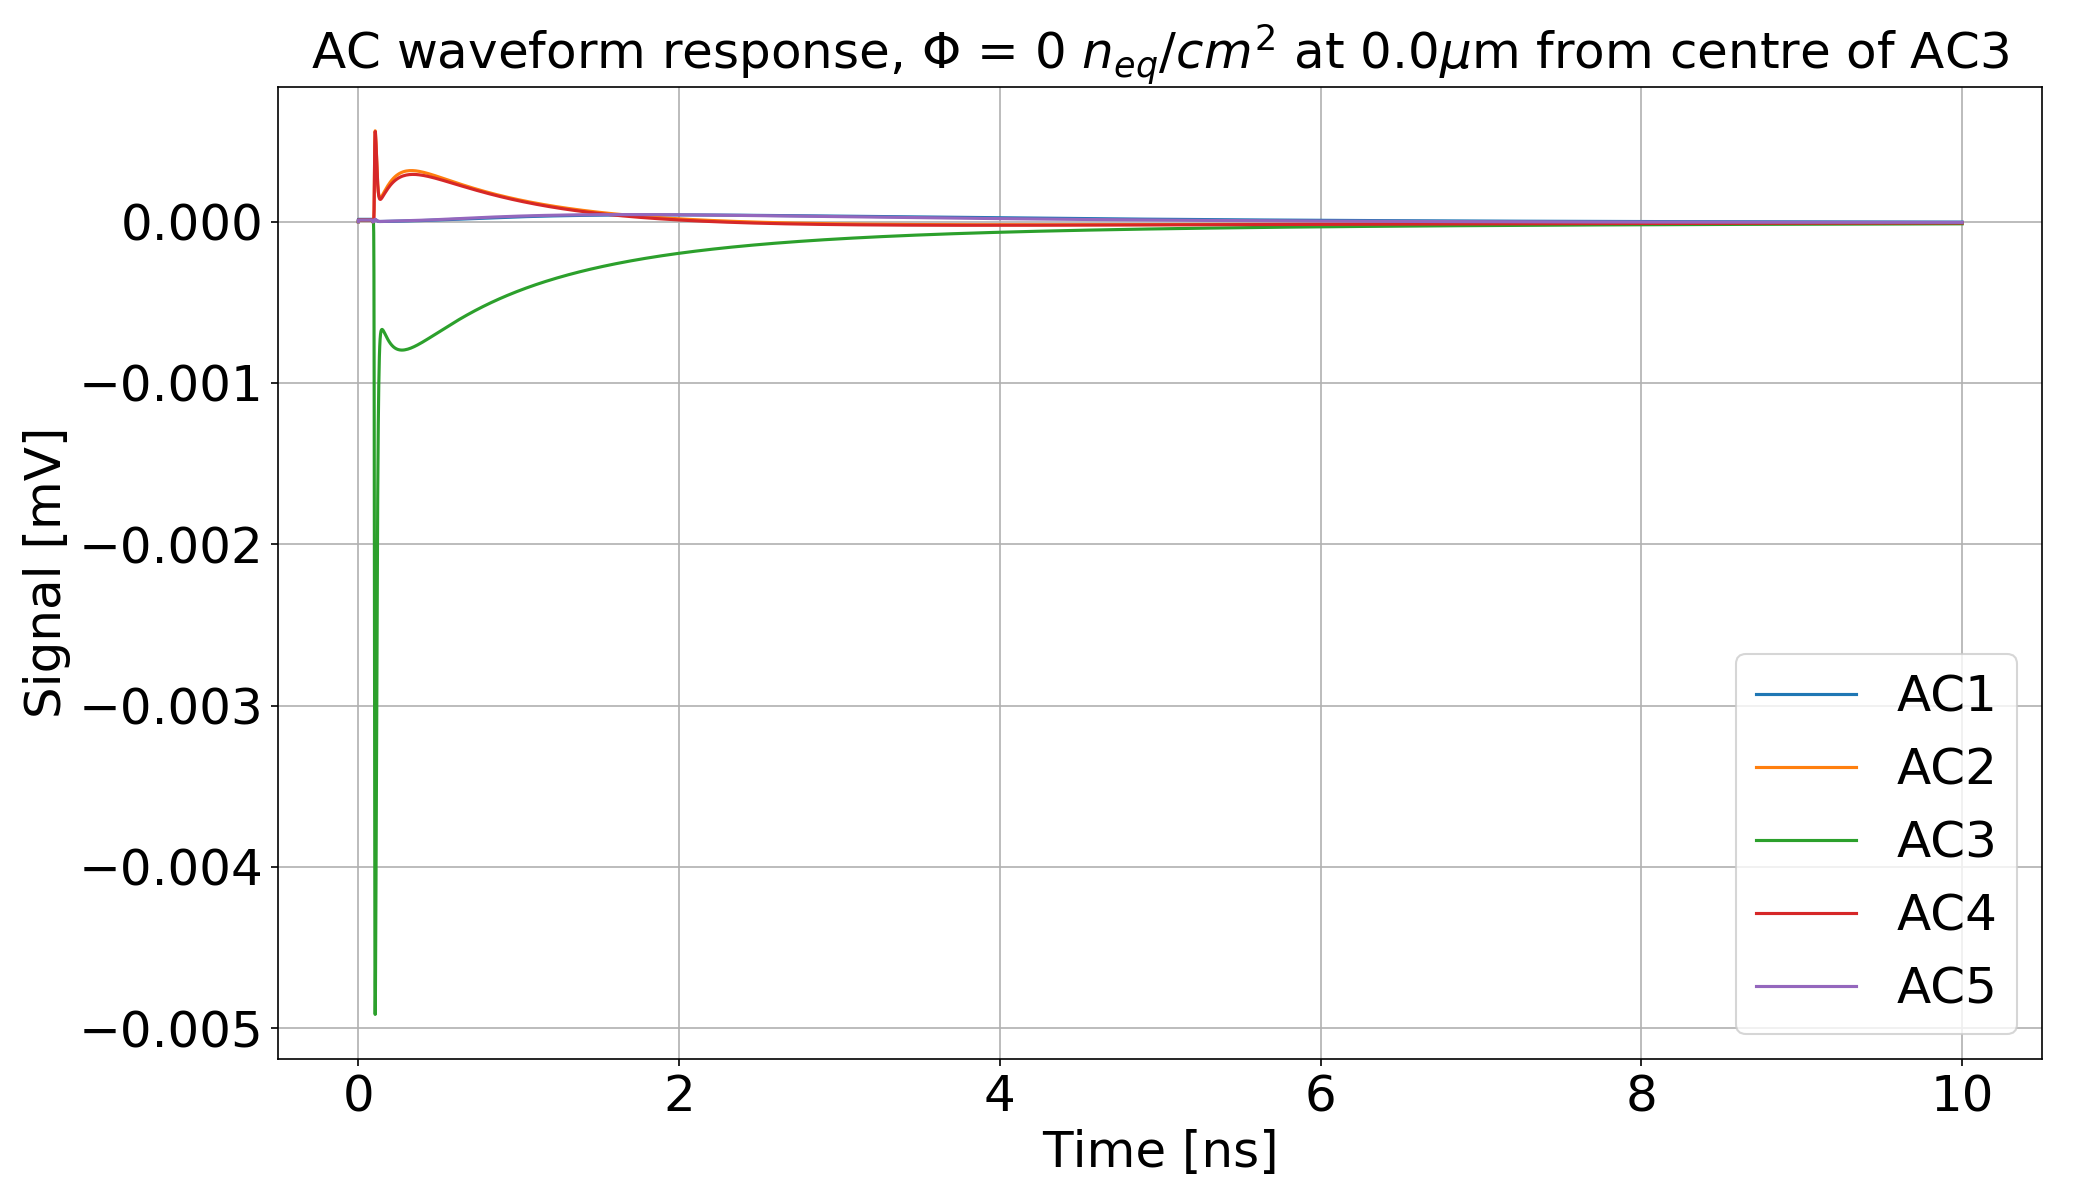 AC waveform response, Φ = 0 n_{eq}/cm^2 at 0.0μm from centre of AC3
Signal [mV]
0.000
−0.001
−0.002
−0.003
−0.004
−0.005
AC1
AC2
AC3
AC4
AC5
0 2 4 6 8 10
Time [ns]